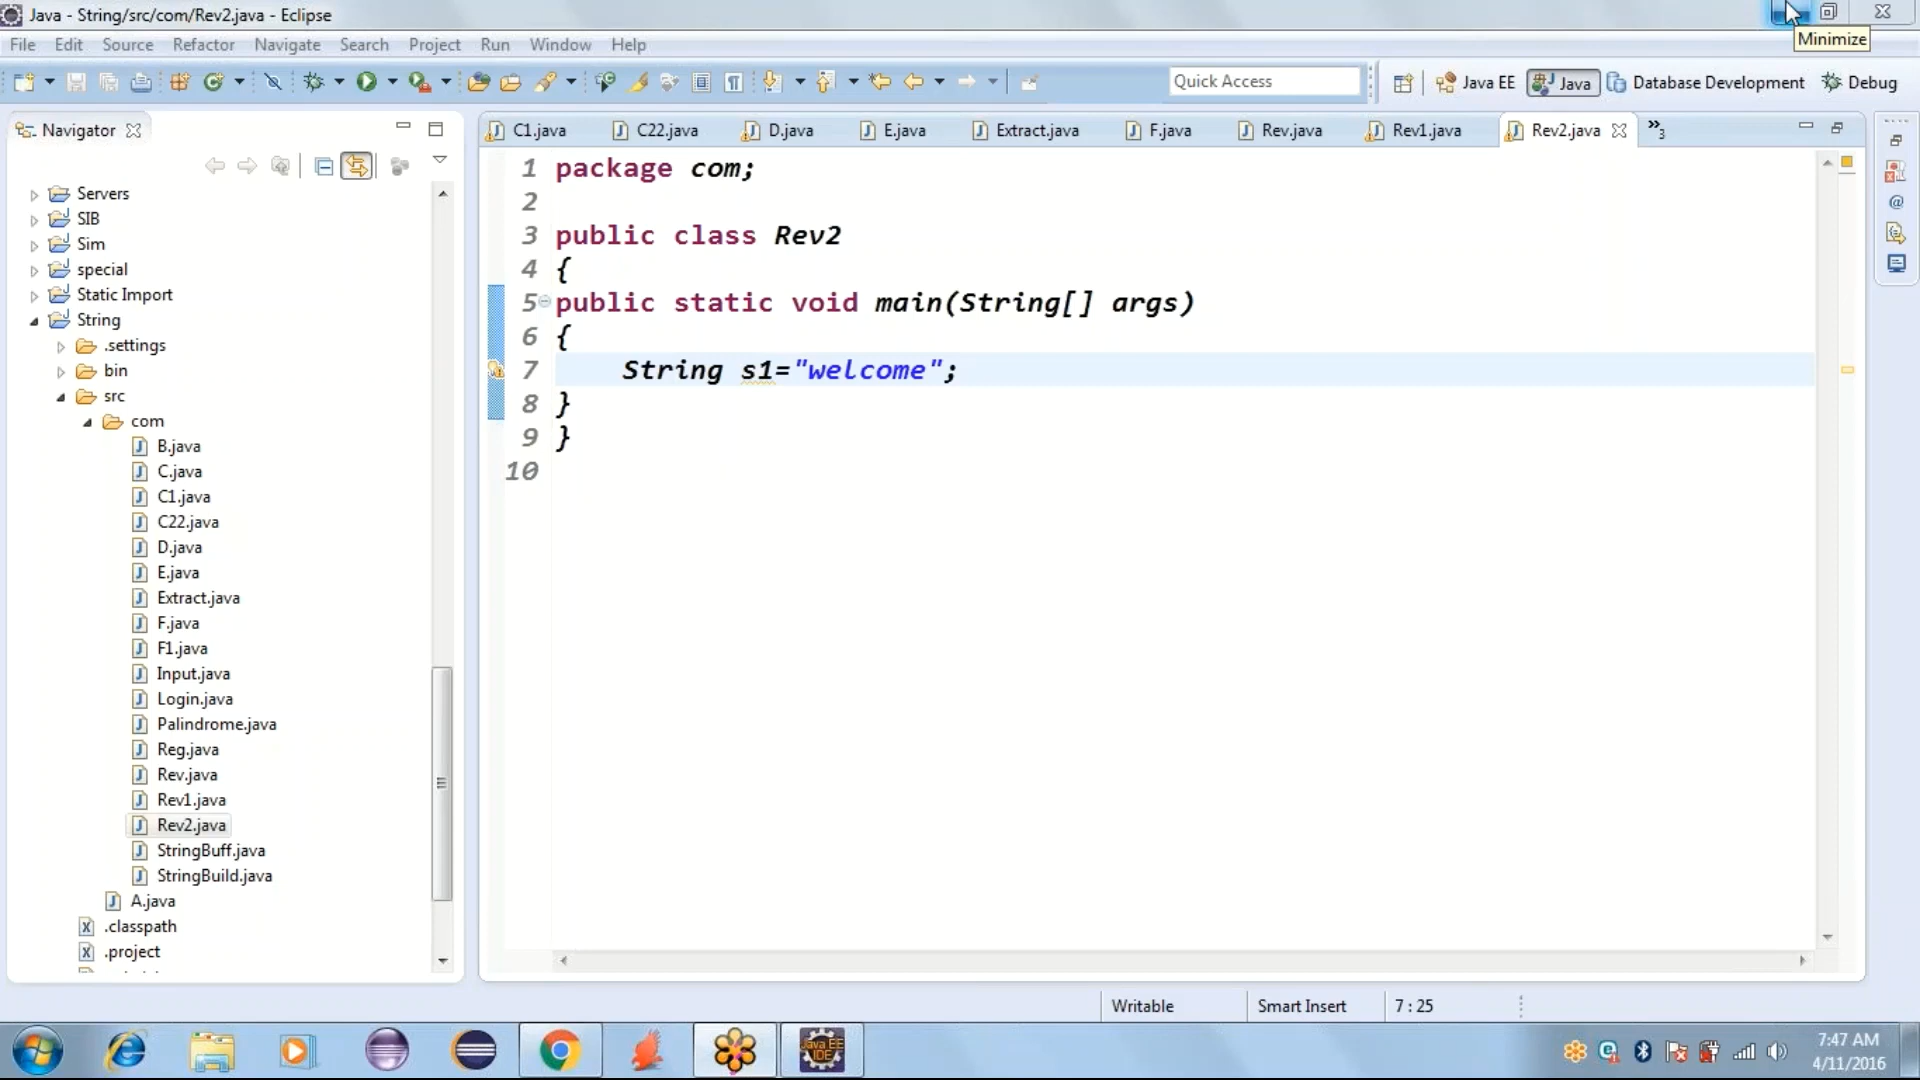 Java - String/src/com/Rev2.java - Eclipse
Minimize
File Edit Source Refactor Navigate Search Project Run Window Help
Quick Access
Java EE
Java
Database Development
Debug
Navigator
C1.java
C22.java
D.java
E.java
Extract.java
F.java
Rev.java
Rev1.java
Rev2.java
»3
Servers
SIB
Sim
special
Static Import
String
.settings
bin
src
com
B.java
C.java
C1.java
C22.java
D.java
E.java
Extract.java
F.java
F1.java
Input.java
Login.java
Palindrome.java
Reg.java
Rev.java
Rev1.java
Rev2.java
StringBuff.java
StringBuild.java
A.java
.classpath
.project
1 package com;
2
3 public class Rev2
4 {
5 public static void main(String[] args)
6 {
7 String s1="welcome";
8 }
9 }
10
Writable
Smart Insert
7 : 25
Java EE
IDE
7:47 AM
4/11/2016